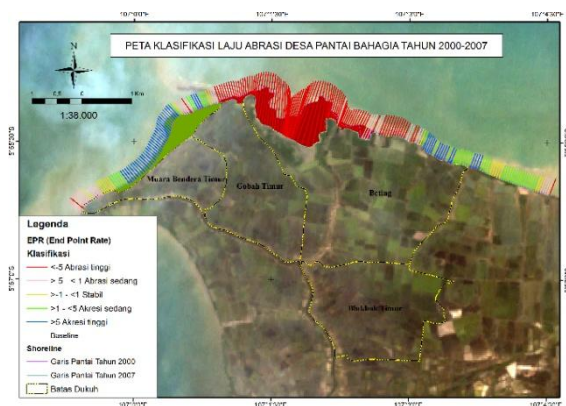 PETA KLASIFIKASI LAJU ABRASI DESA PANTAI BAHAGIA TAHUN 2000-2007
N
1:38.000
Muara Bendera Timur
Gobah Timur
Beting
Blokbak Timur
Legenda
EPR (End Point Rate)
Klasifikasi
<-5 Abrasi tinggi
>-5 - <-1 Abrasi sedang
>-1 - <1 Stabil
>1 - <5 Akresi sedang
>5 Akresi tinggi
Baseline
Shoreline
Garis Pantai Tahun 2000
Garis Pantai Tahun 2007
Batas Dukuh